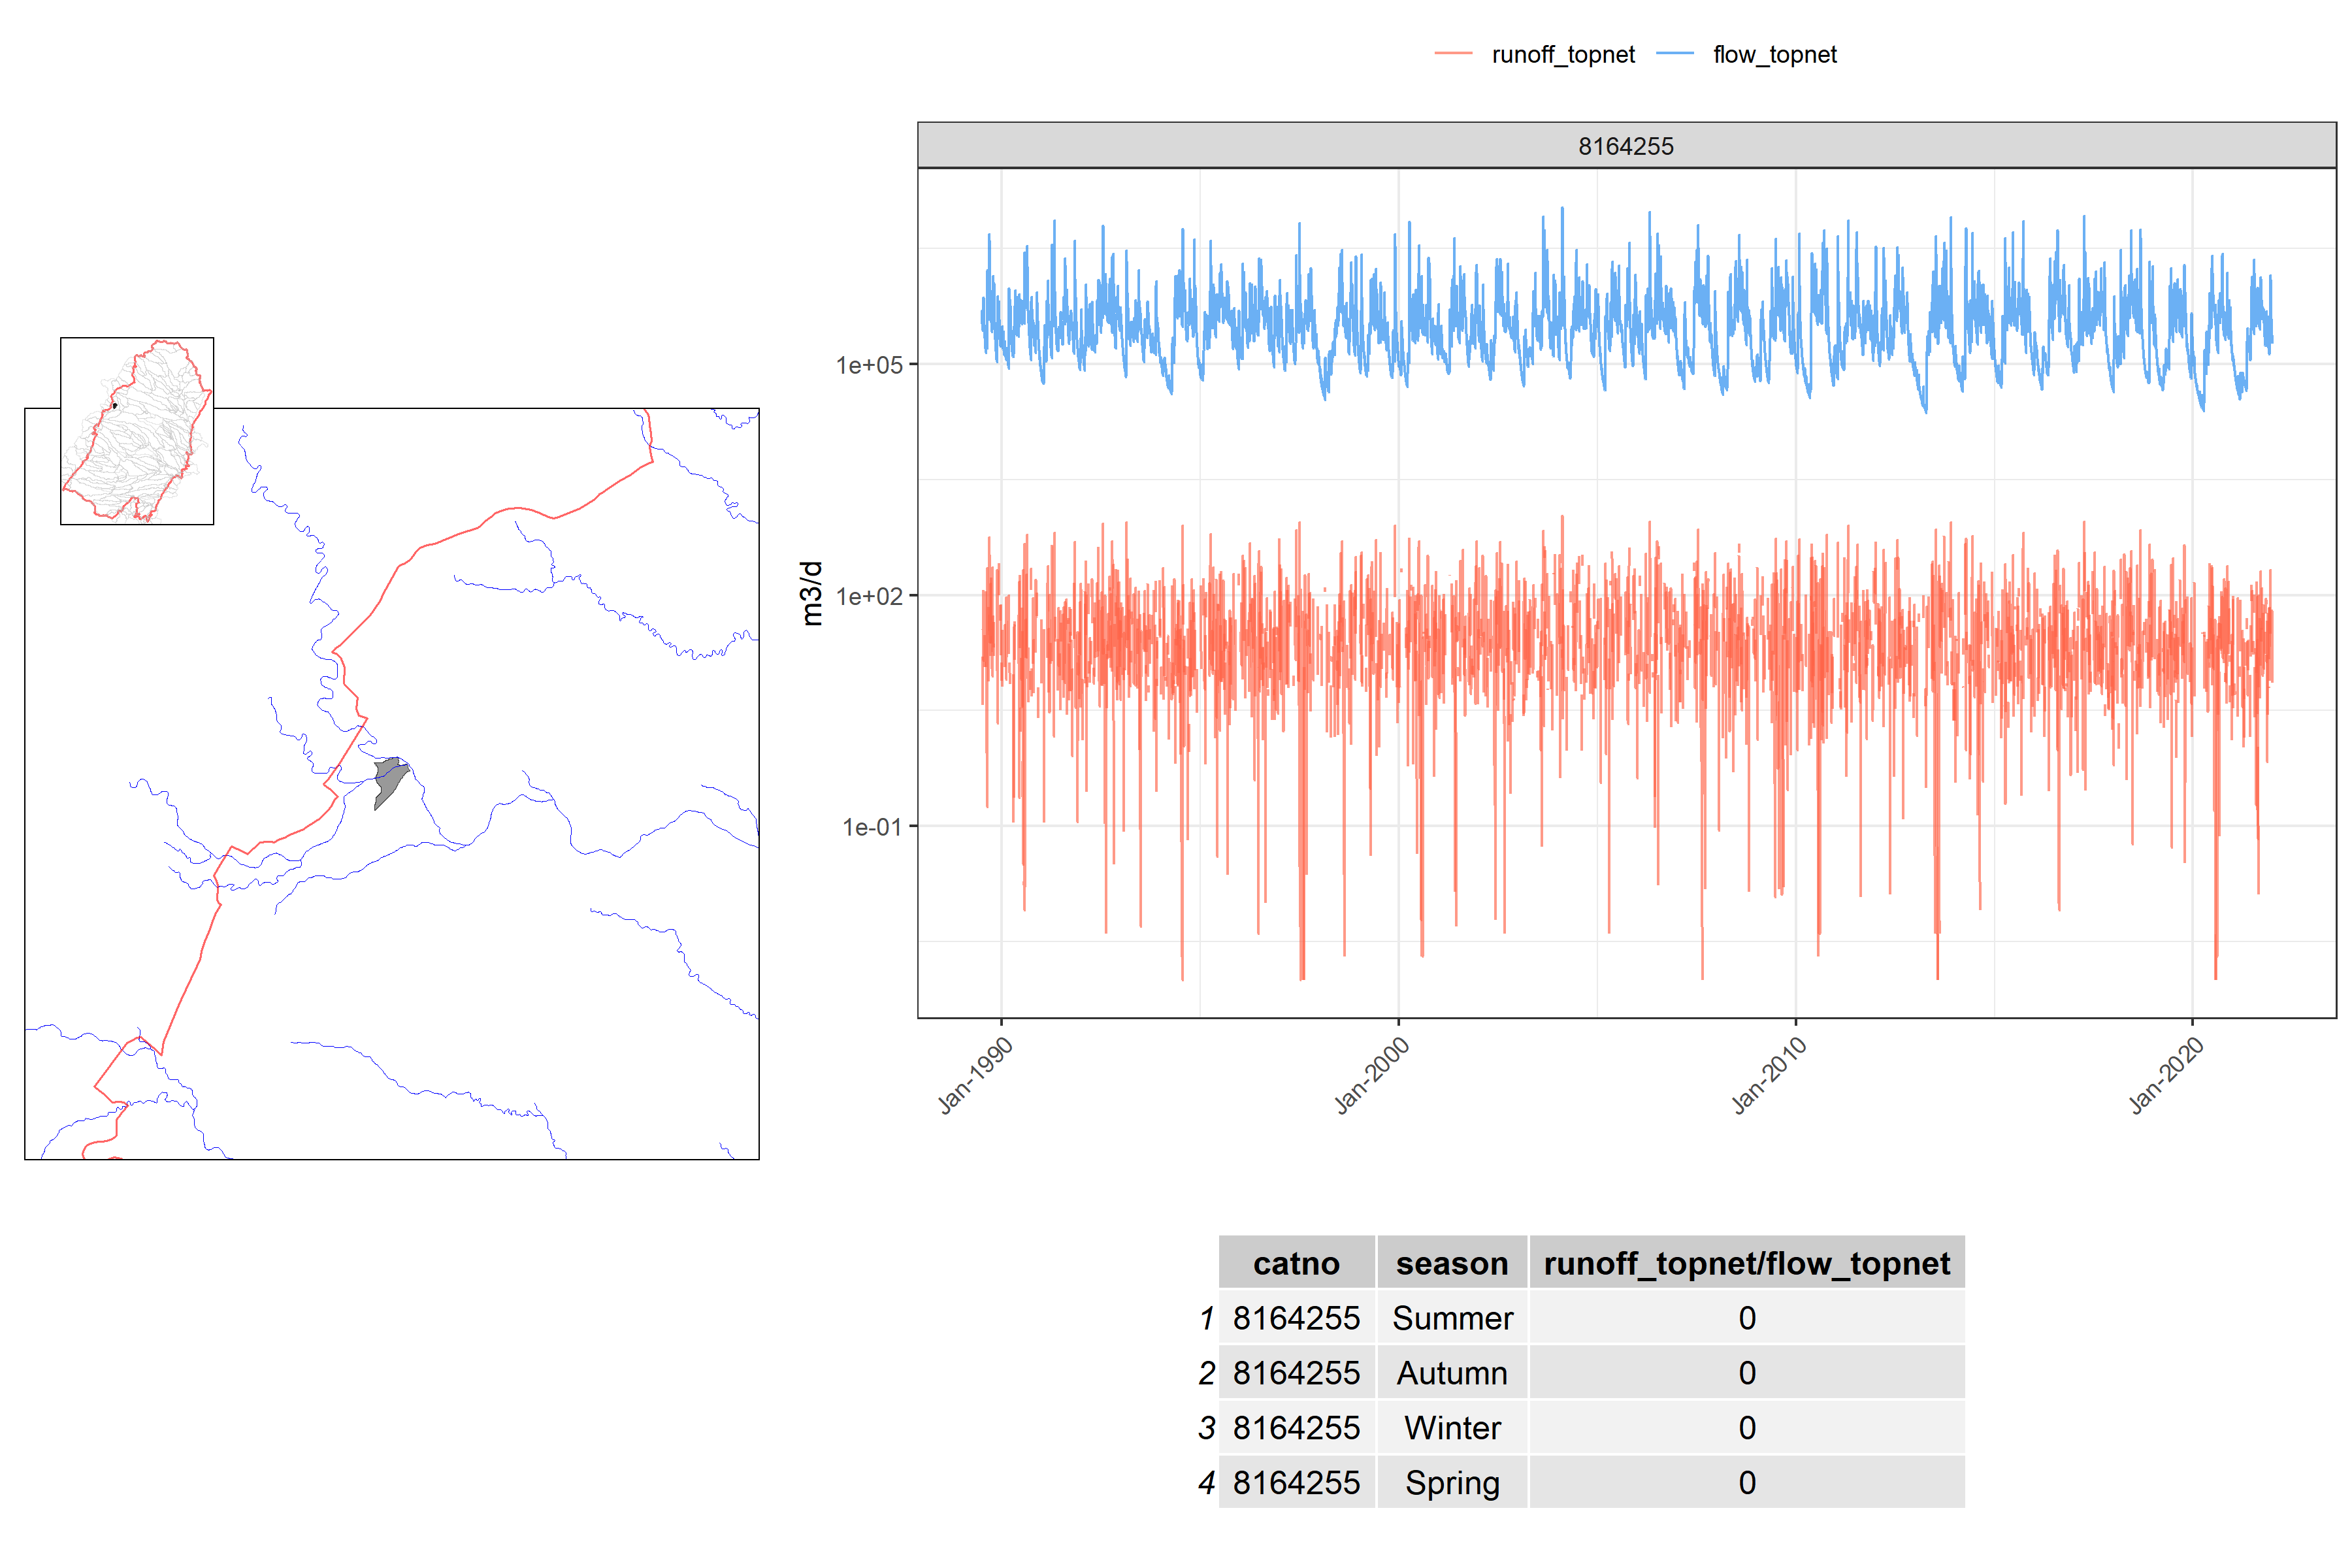 runoff_topnet flow_topnet
8164255
m3/d
1e+05
1e+02
1e-01
Jan-1990 Jan-2000 Jan-2010 Jan-2020
catno season runoff_topnet/flow_topnet
1 8164255 Summer 0
2 8164255 Autumn 0
3 8164255 Winter 0
4 8164255 Spring 0